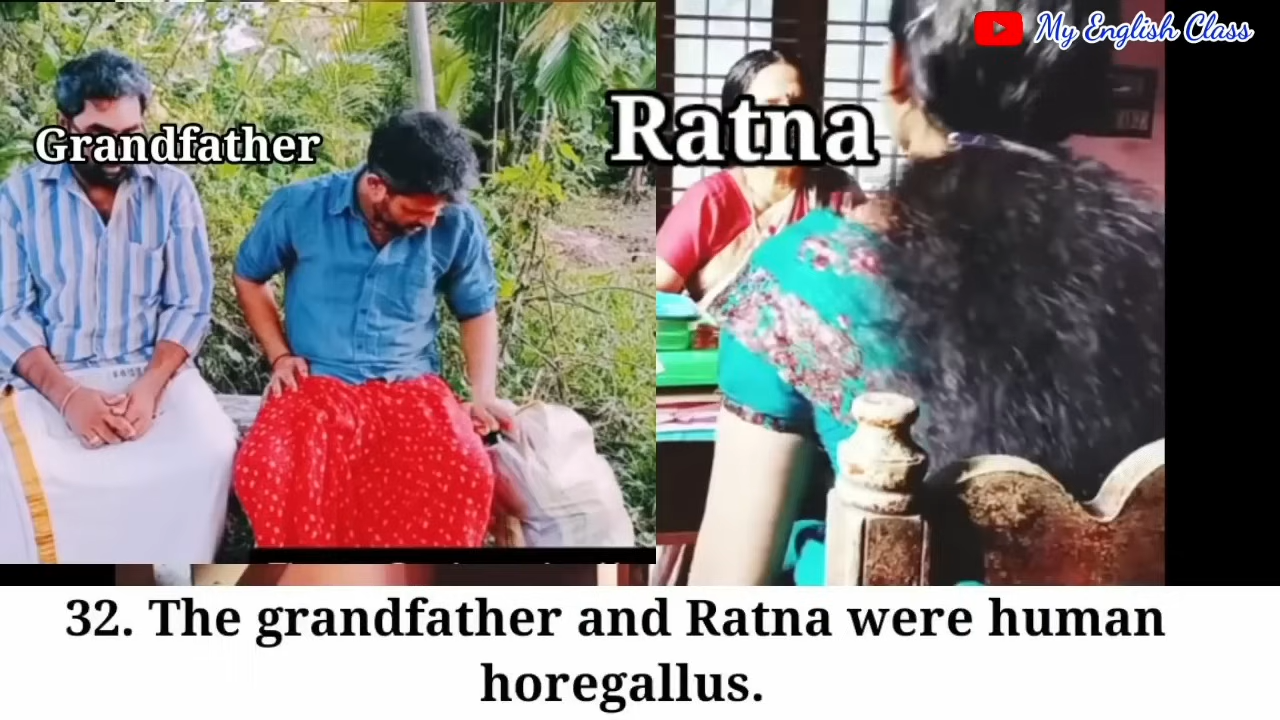 My English Class
Grandfather
Ratna
32. The grandfather and Ratna were human
horegallus.